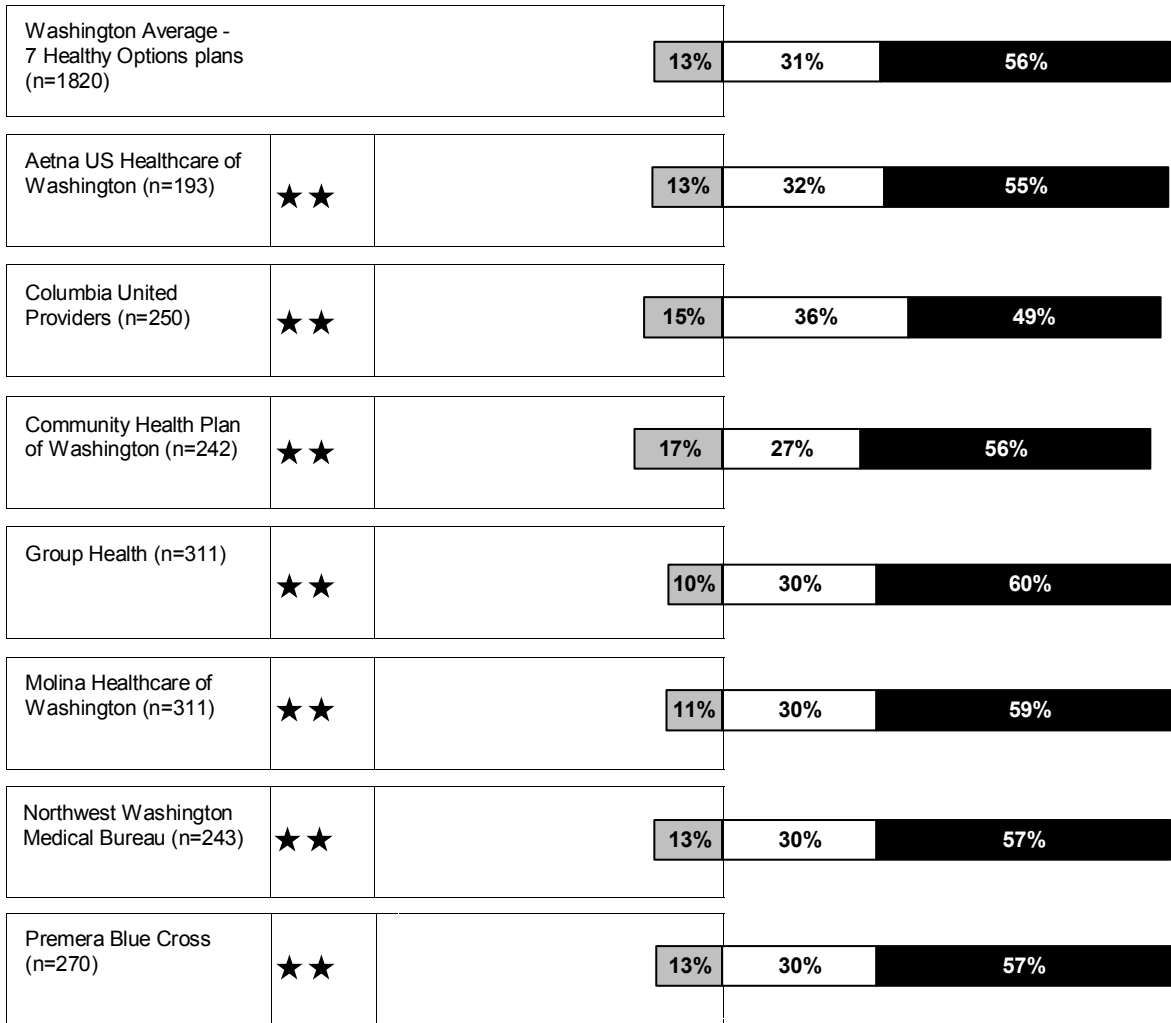 Washington Average -
7 Healthy Options plans
(n=1820)
13% 31% 56%
Aetna US Healthcare of
Washington (n=193)
★★
13% 32% 55%
Columbia United
Providers (n=250)
★★
15% 36% 49%
Community Health Plan
of Washington (n=242)
★★
17% 27% 56%
Group Health (n=311)
★★
10% 30% 60%
Molina Healthcare of
Washington (n=311)
★★
11% 30% 59%
Northwest Washington
Medical Bureau (n=243)
★★
13% 30% 57%
Premera Blue Cross
(n=270)
★★
13% 30% 57%